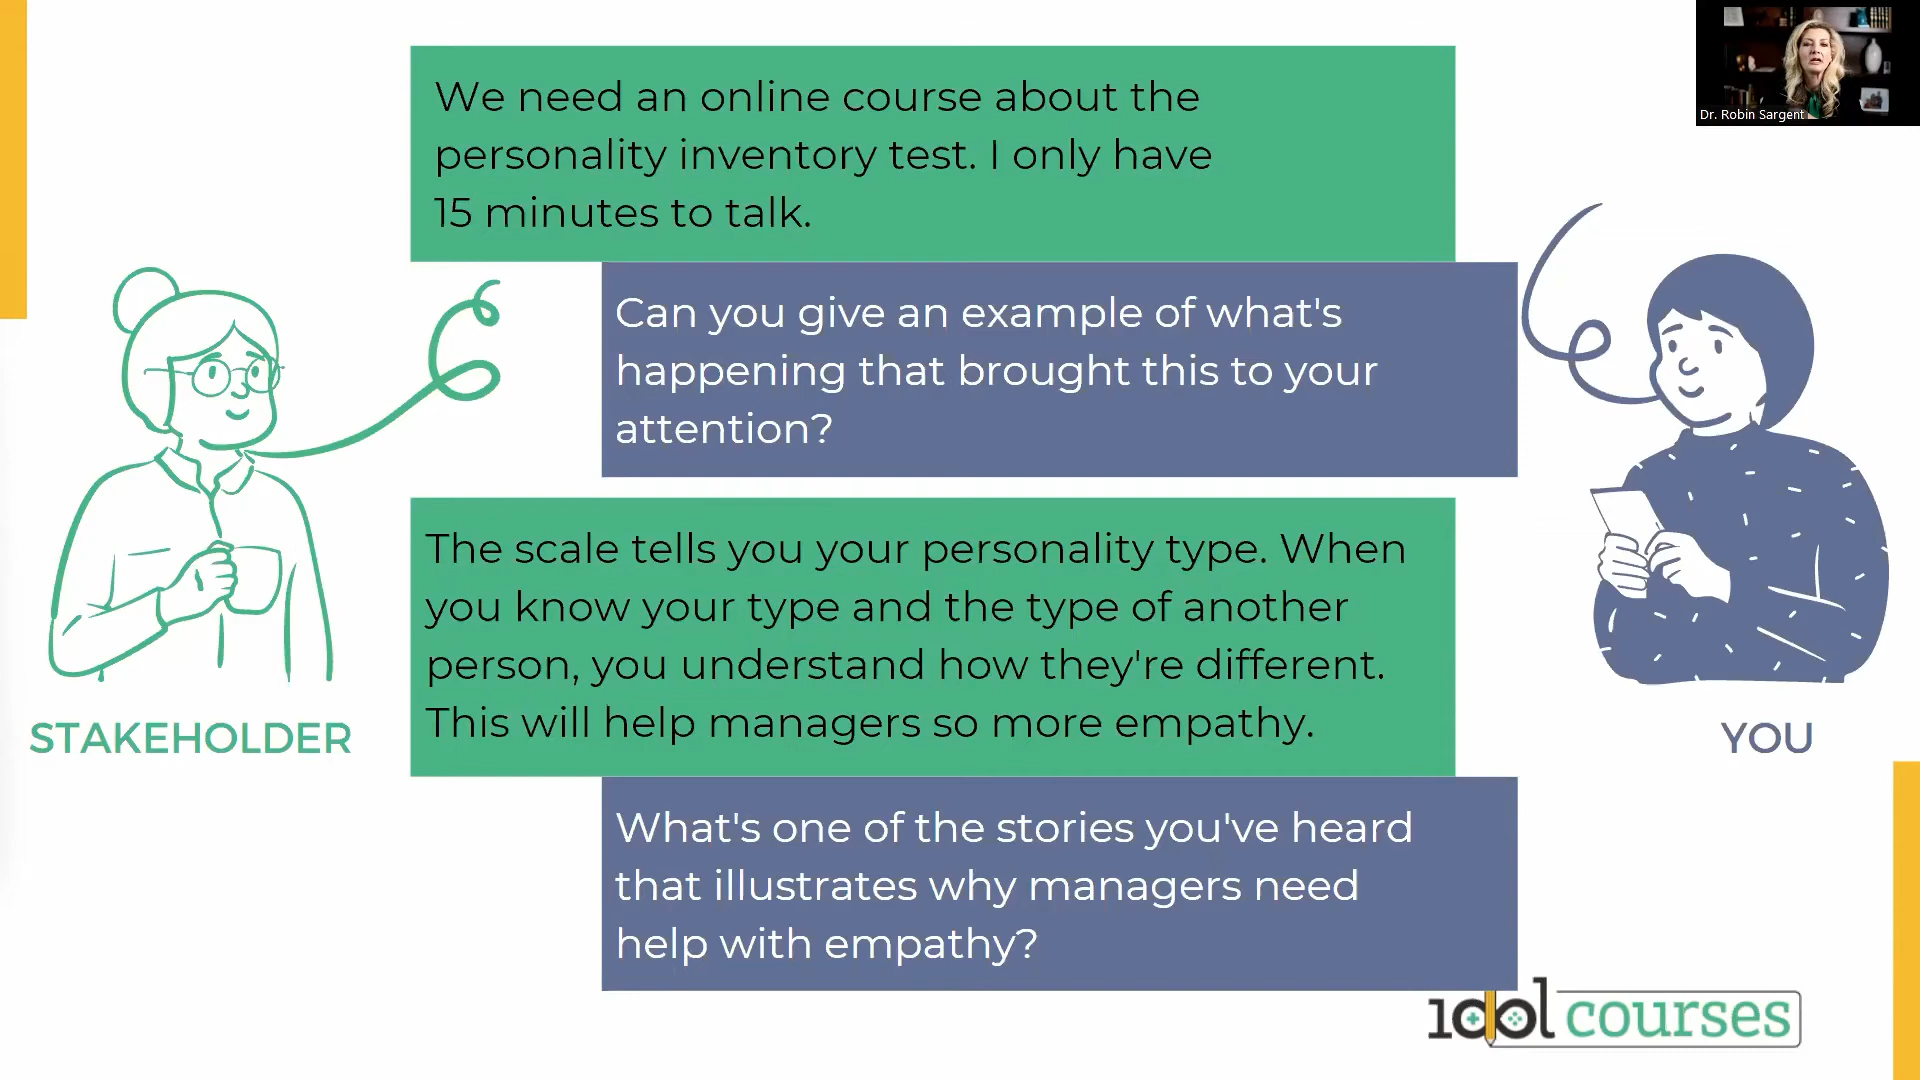 We need an online course about the
personality inventory test. I only have
15 minutes to talk.
Dr. Robin Sargent
Can you give an example of what's
happening that brought this to your
attention?
The scale tells you your personality type. When
you know your type and the type of another
person, you understand how they're different.
This will help managers so more empathy.
STAKEHOLDER
YOU
What's one of the stories you've heard
that illustrates why managers need
help with empathy?
idol courses